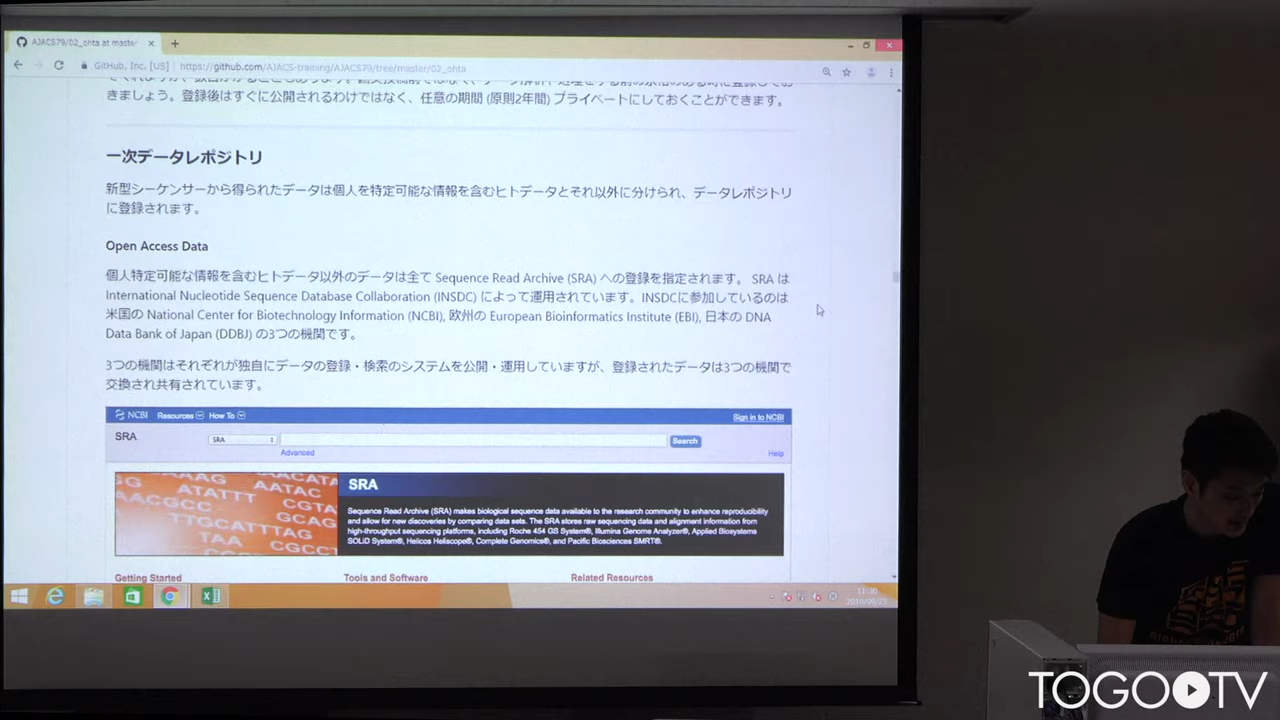 AJACS79/02_ohta at master
GitHub, Inc. [US] https://github.com/AJACS-training/AJACS79/tree/master/02_ohta
きましょう。登録後はすぐに公開されるわけではなく、任意の期間 (原則2年間) プライベートにしておくことができます。
一次データレポジトリ
新型シーケンサーから得られたデータは個人を特定可能な情報を含むヒトデータとそれ以外に分けられ、データレポジトリ
に登録されます。
Open Access Data
個人特定可能な情報を含むヒトデータ以外のデータは全て Sequence Read Archive (SRA) への登録を指定されます。 SRA は
International Nucleotide Sequence Database Collaboration (INSDC) によって運用されています。INSDCに参加しているのは
米国の National Center for Biotechnology Information (NCBI), 欧州の European Bioinformatics Institute (EBI), 日本の DNA
Data Bank of Japan (DDBJ) の3つの機関です。
3つの機関はそれぞれが独自にデータの登録・検索のシステムを公開・運用していますが、登録されたデータは3つの機関で
交換され共有されています。
NCBI Resources How To Sign in to NCBI
SRA SRA Search
Advanced Help
SRA
Sequence Read Archive (SRA) makes biological sequence data available to the research community to enhance reproducibility
and allow for new discoveries by comparing data sets. The SRA stores raw sequencing data and alignment information from
high-throughput sequencing platforms, including Roche 454 GS System®, Illumina Genome Analyzer®, Applied Biosystems
SOLiD System®, Helicos Heliscope®, Complete Genomics®, and Pacific Biosciences SMRT®.
Getting Started Tools and Software Related Resources
11:30
TOGO TV